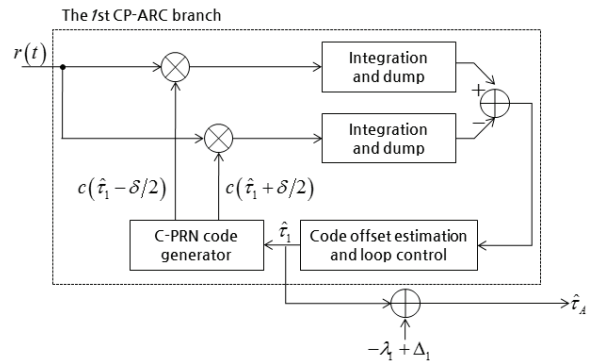 The 1st CP-ARC branch
r(t)
Integration
and dump
+
−
Integration
and dump
c(τ̂₁ − δ/2)
c(τ̂₁ + δ/2)
C-PRN code
generator
τ̂₁
Code offset estimation
and loop control
τ̂_A
−λ₁ + Δ₁